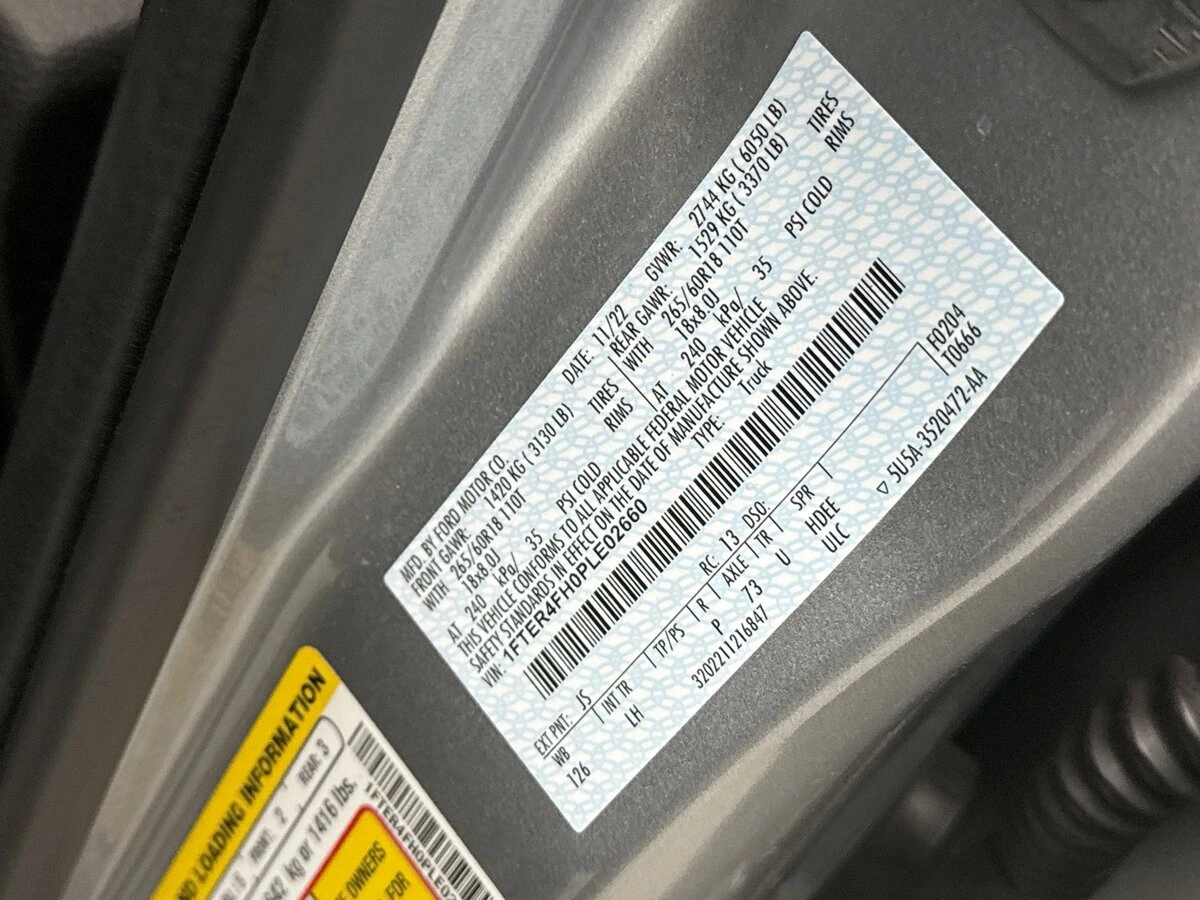 MFD. BY FORD MOTOR CO.
DATE: 11/22 GVWR: 2744 KG ( 6050 LB)
FRONT GAWR: 1420 KG ( 3130 LB) REAR GAWR: 1529 KG ( 3370 LB)
WITH 265/60R18 110T TIRES WITH 265/60R18 110T TIRES
18x8.0J RIMS 18x8.0J RIMS
AT 240 kPa/ 35 PSI COLD AT 240 kPa/ 35 PSI COLD
THIS VEHICLE CONFORMS TO ALL APPLICABLE FEDERAL MOTOR VEHICLE
SAFETY STANDARDS IN EFFECT ON THE DATE OF MANUFACTURE SHOWN ABOVE.
VIN: 1FTER4FH0PLE02660 TYPE: Truck
EXT PNT: JS RC: 13 DSO: F0204
WB INT TR TP/PS R AXLE TR SPR T0666
126 LH P 73 U HDEE
3202211216847 ULC
▽ 5U5A-3520472-AA
LOADING INFORMATION
FRONT: 2 REAR: 3
kg or 1416 lbs.
1FTER4FH0PLE02
OWNERS
FOR